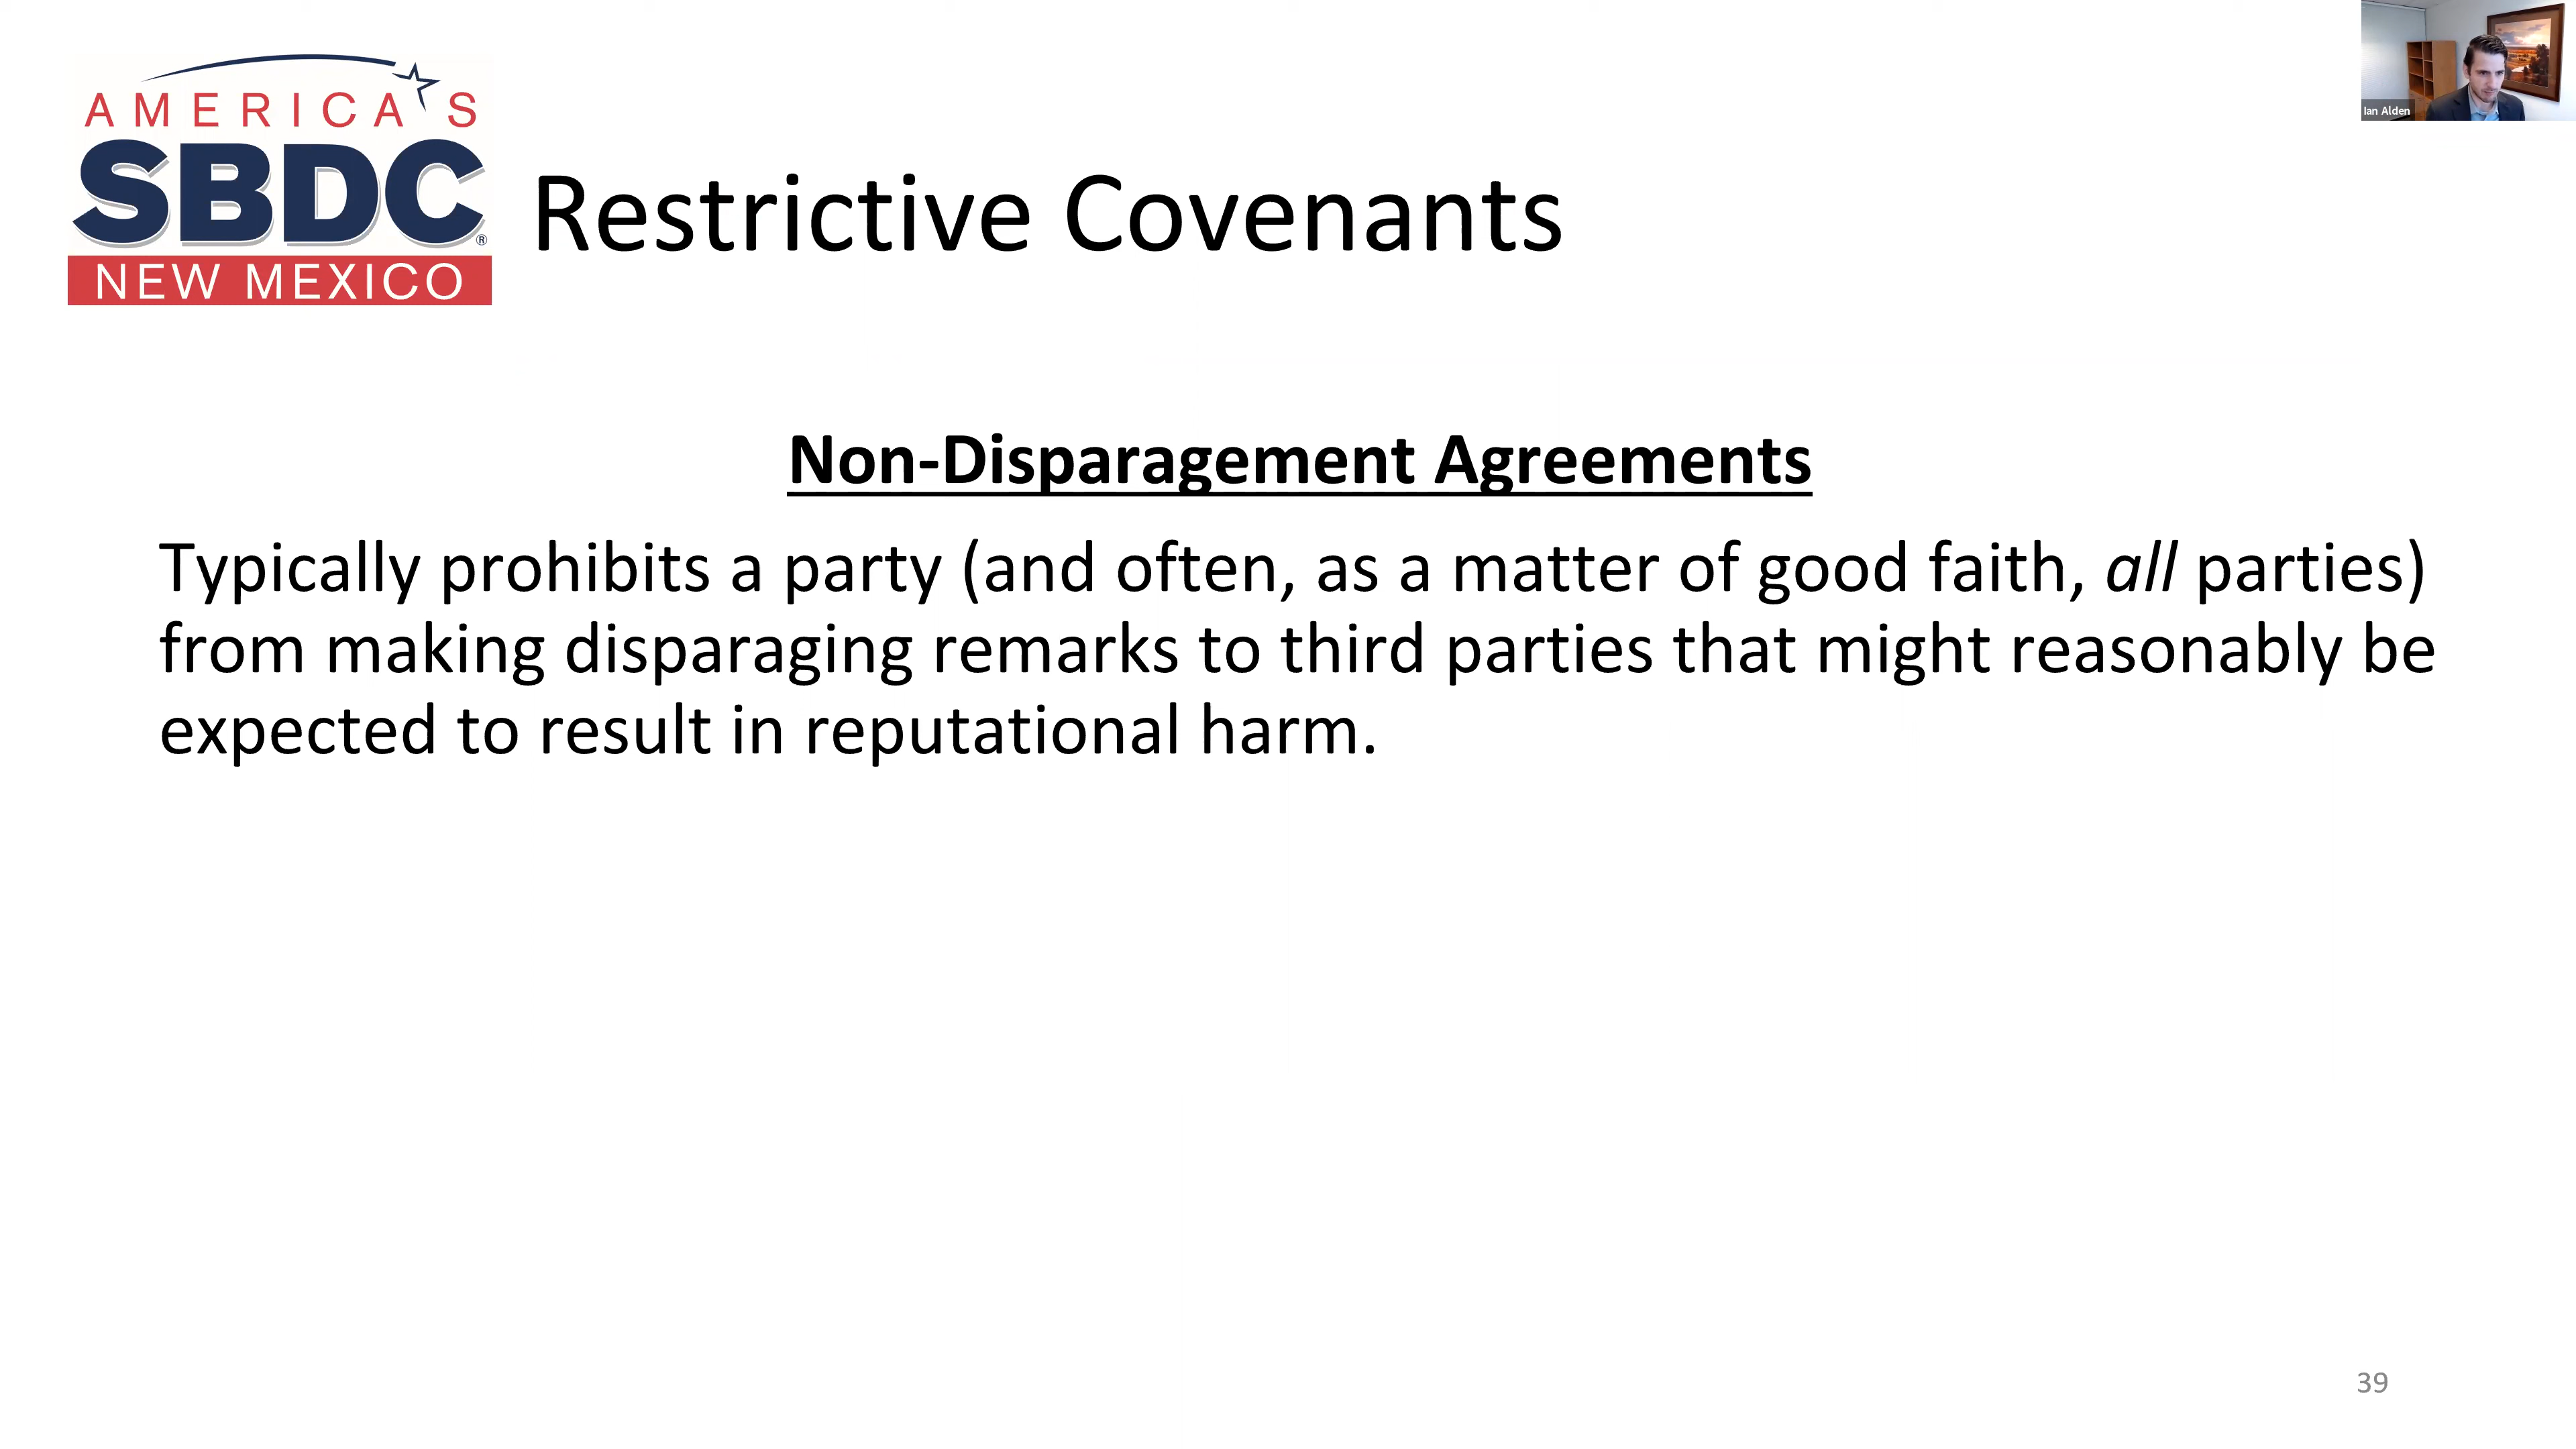 AMERICA'S
SBDC®
NEW MEXICO
Ian Alden
Restrictive Covenants
Non-Disparagement Agreements
Typically prohibits a party (and often, as a matter of good faith, all parties)
from making disparaging remarks to third parties that might reasonably be
expected to result in reputational harm.
39